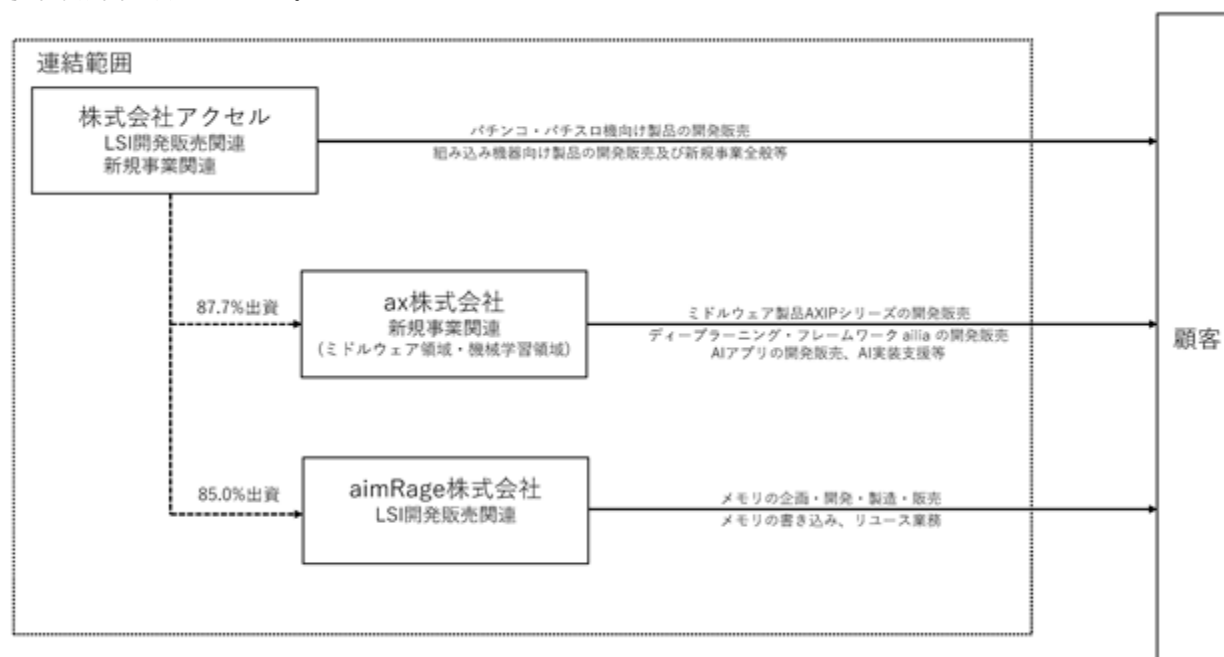 連結範囲
株式会社アクセル
LSI開発販売関連
新規事業関連
パチンコ・パチスロ機向け製品の開発販売
組み込み機器向け製品の開発販売及び新規事業全般等
87.7%出資
ax株式会社
新規事業関連
(ミドルウェア領域・機械学習領域)
ミドルウェア製品AXIPシリーズの開発販売
ディープラーニング・フレームワーク ailia の開発販売
AIアプリの開発販売、AI実装支援等
顧客
85.0%出資
aimRage株式会社
LSI開発販売関連
メモリの企画・開発・製造・販売
メモリの書き込み、リユース業務